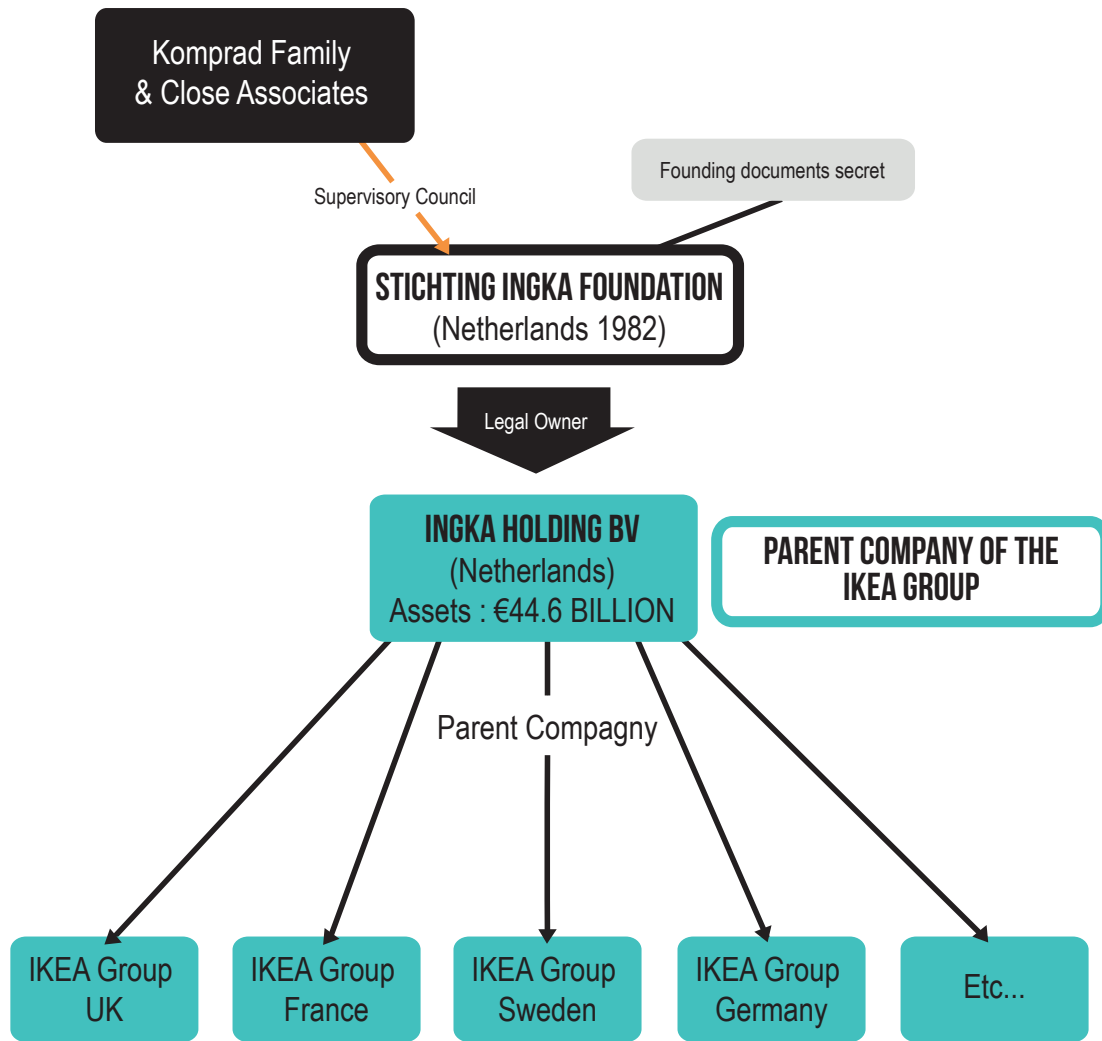 Komprad Family
& Close Associates
Founding documents secret
Supervisory Council
STICHTING INGKA FOUNDATION
(Netherlands 1982)
Legal Owner
INGKA HOLDING BV
(Netherlands)
Assets : €44.6 BILLION
PARENT COMPANY OF THE
IKEA GROUP
Parent Compagny
IKEA Group
UK
IKEA Group
France
IKEA Group
Sweden
IKEA Group
Germany
Etc...